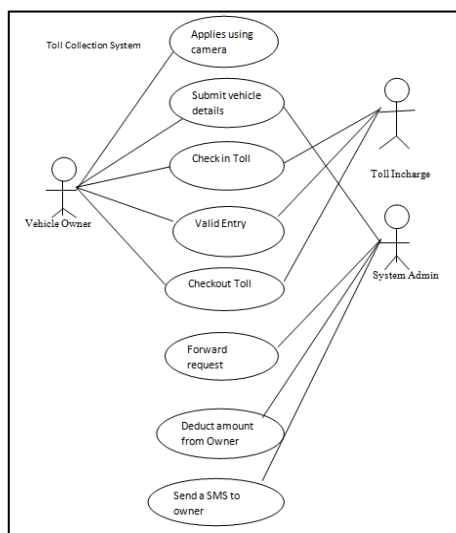 Toll Collection System
Applies using
camera
Submit vehicle
details
Check in Toll
Toll Incharge
Vehicle Owner
Valid Entry
System Admin
Checkout Toll
Forward
request
Deduct amount
from Owner
Send a SMS to
owner